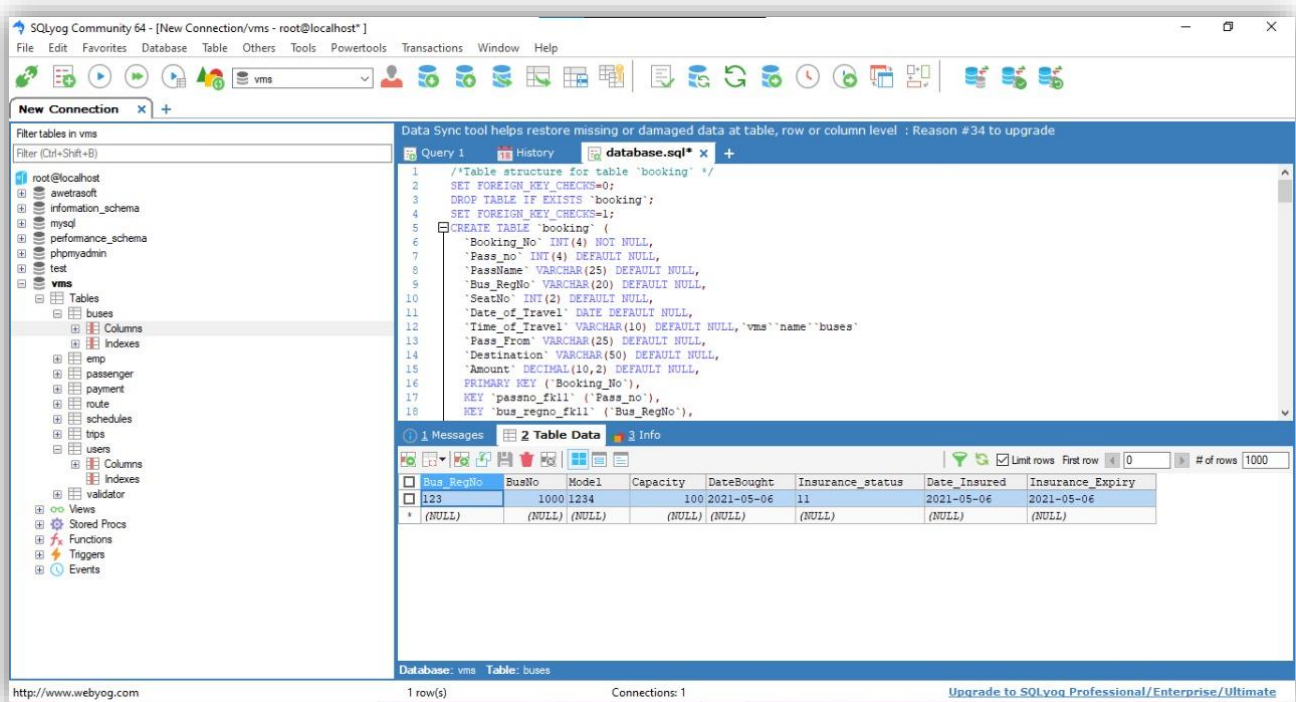 SQLyog Community 64 - [New Connection/vms - root@localhost* ]
File Edit Favorites Database Table Others Tools Powertools Transactions Window Help
vms
New Connection x +
Filter tables in vms
Filter (Ctrl+Shift+B)
root@localhost
awetrasoft
information_schema
mysql
performance_schema
phpmyadmin
test
vms
Tables
buses
Columns
Indexes
emp
passenger
payment
route
schedules
trips
users
Columns
Indexes
validator
Views
Stored Procs
Functions
Triggers
Events
Data Sync tool helps restore missing or damaged data at table, row or column level : Reason #34 to upgrade
Query 1 History database.sql* x +
1 /*Table structure for table `booking` */
2 SET FOREIGN_KEY_CHECKS=0;
3 DROP TABLE IF EXISTS `booking`;
4 SET FOREIGN_KEY_CHECKS=1;
5 CREATE TABLE `booking` (
6 `Booking_No` INT(4) NOT NULL,
7 `Pass_no` INT(4) DEFAULT NULL,
8 `PassName` VARCHAR(25) DEFAULT NULL,
9 `Bus_RegNo` VARCHAR(20) DEFAULT NULL,
10 `SeatNo` INT(2) DEFAULT NULL,
11 `Date_of_Travel` DATE DEFAULT NULL,
12 `Time_of_Travel` VARCHAR(10) DEFAULT NULL,`vms``name``buses`
13 `Pass_From` VARCHAR(25) DEFAULT NULL,
14 `Destination` VARCHAR(50) DEFAULT NULL,
15 `Amount` DECIMAL(10,2) DEFAULT NULL,
16 PRIMARY KEY (`Booking_No`),
17 KEY `passno_fk11` (`Pass_no`),
18 KEY `bus_regno_fk11` (`Bus_RegNo`),
1 Messages 2 Table Data 3 Info
Limit rows First row 0 # of rows 1000
Bus_RegNo BusNo Model Capacity DateBought Insurance_status Date_Insured Insurance_Expiry
123 1000 1234 100 2021-05-06 11 2021-05-06 2021-05-06
* (NULL) (NULL) (NULL) (NULL) (NULL) (NULL) (NULL) (NULL)
Database: vms Table: buses
http://www.webyog.com 1 row(s) Connections: 1 Upgrade to SQLyog Professional/Enterprise/Ultimate